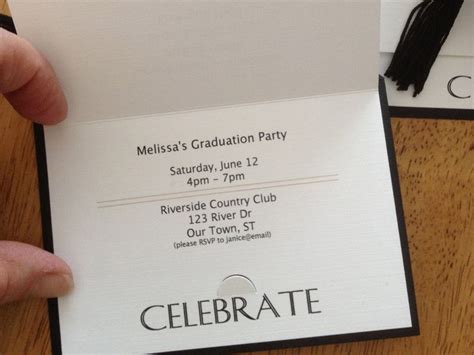 Melissa's Graduation Party
Saturday, June 12
4pm - 7pm
Riverside Country Club
123 River Dr
Our Town, ST
(please RSVP to janice@email)
CELEBRATE
C